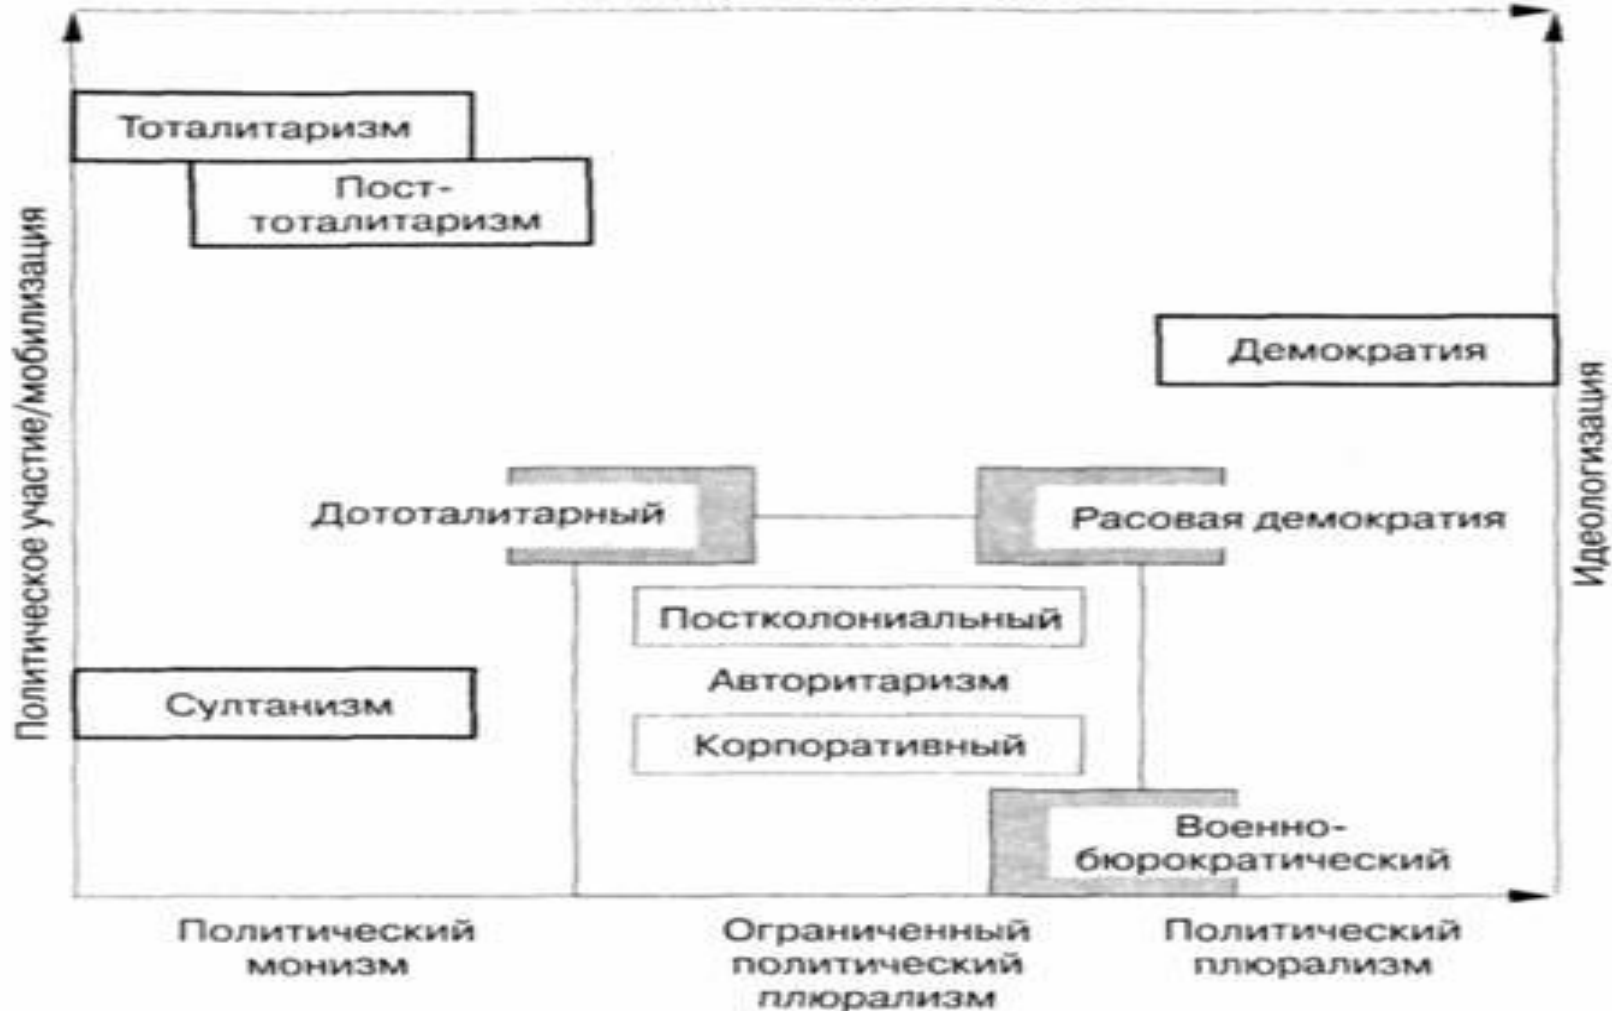 Тоталитаризм
Пост-
тоталитаризм
Политическое участие/мобилизация
Демократия
Идеологизация
Дототалитарный
Расовая демократия
Постколониальный
Авторитаризм
Султанизм
Корпоративный
Военно-
бюрократический
Политический
монизм
Ограниченный
политический
плюрализм
Политический
плюрализм